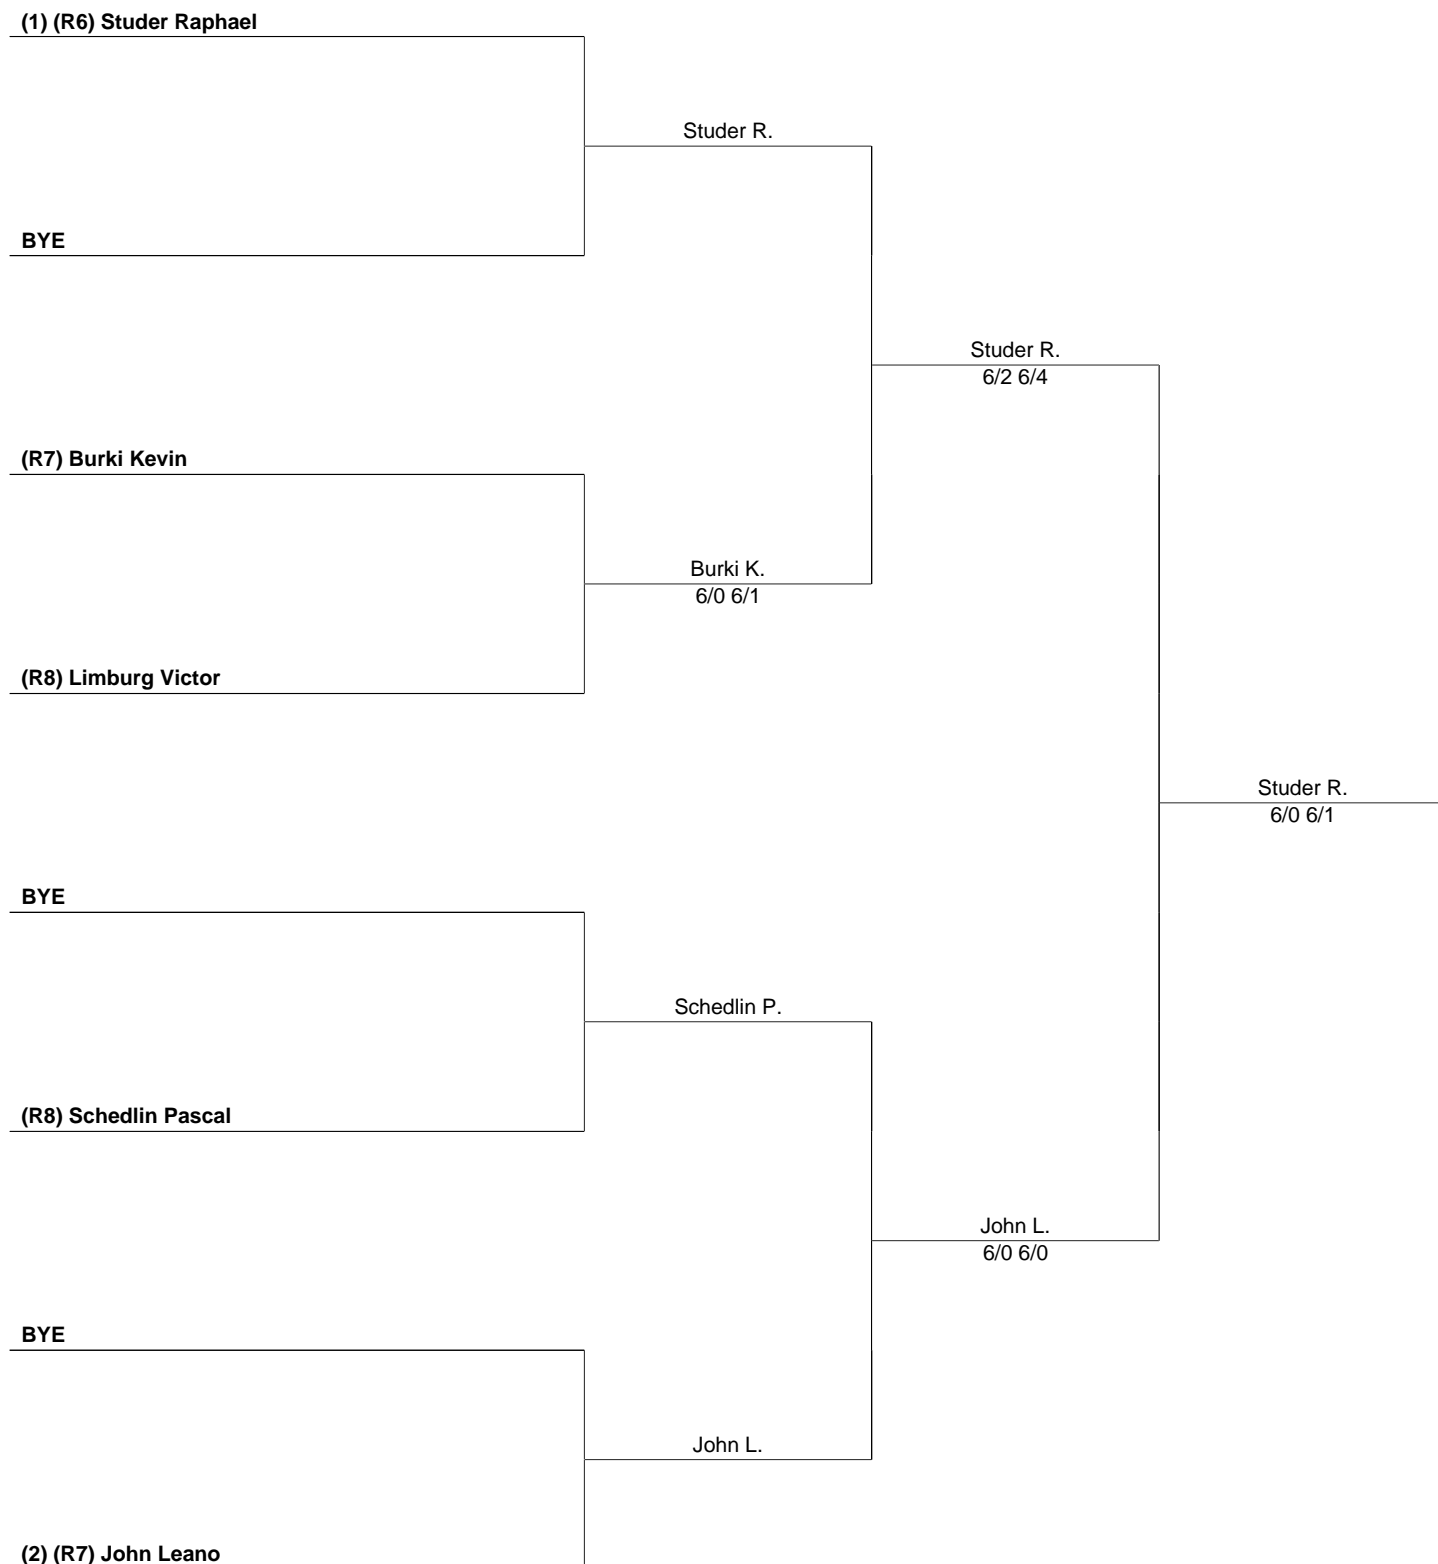 (1) (R6) Studer Raphael
Studer R.
BYE
Studer R.
6/2 6/4
(R7) Burki Kevin
Burki K.
6/0 6/1
(R8) Limburg Victor
Studer R.
6/0 6/1
BYE
Schedlin P.
(R8) Schedlin Pascal
John L.
6/0 6/0
BYE
John L.
(2) (R7) John Leano